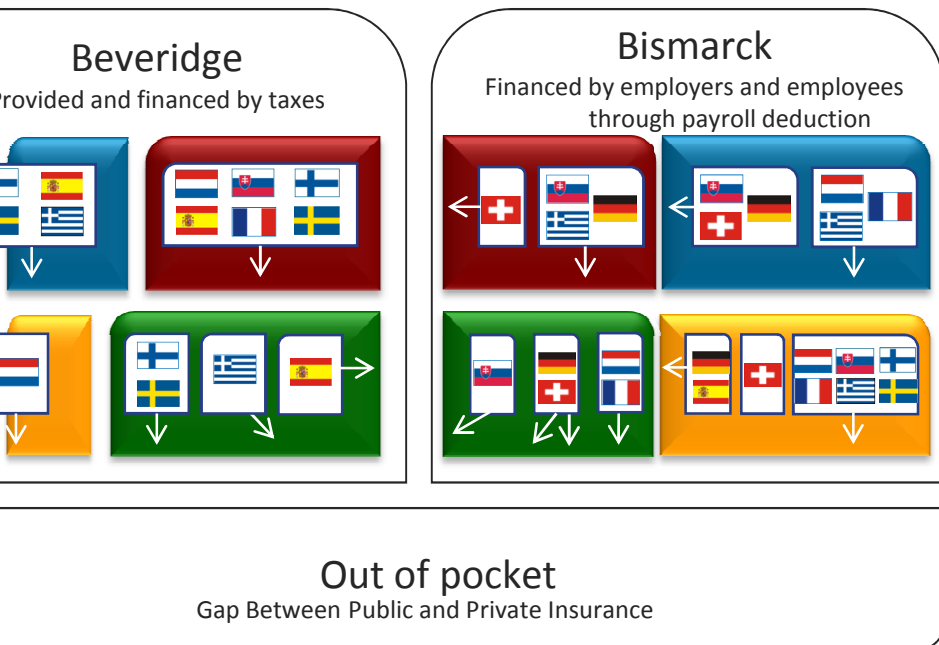 Beveridge
Provided and financed by taxes
Bismarck
Financed by employers and employees
through payroll deduction
Out of pocket
Gap Between Public and Private Insurance